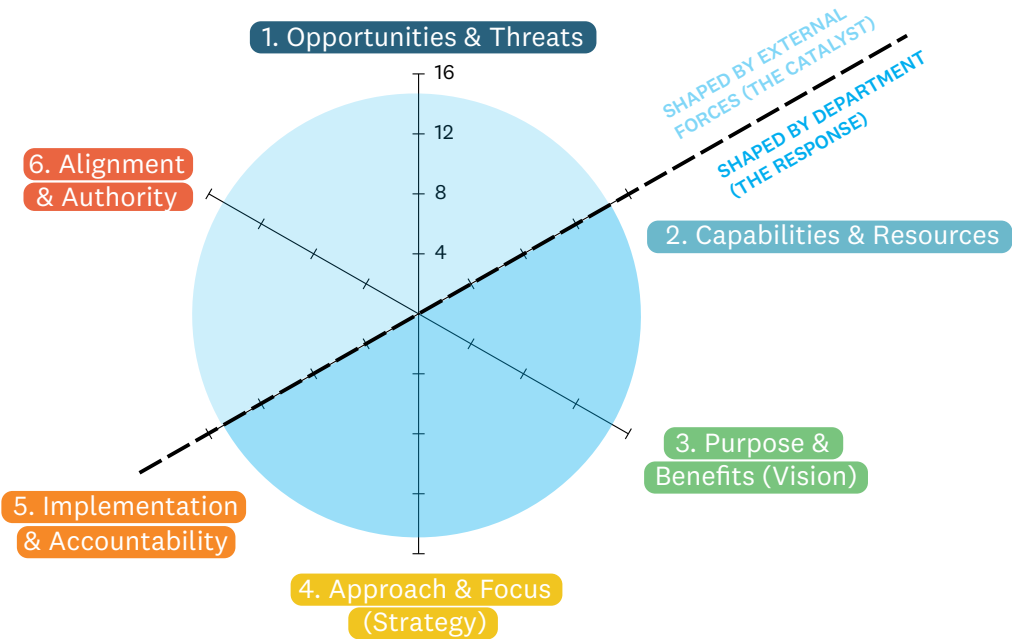 1. Opportunities & Threats
16
12
8
4
SHAPED BY EXTERNAL
FORCES (THE CATALYST)
SHAPED BY DEPARTMENT
(THE RESPONSE)
6. Alignment
& Authority
2. Capabilities & Resources
3. Purpose &
Benefits (Vision)
5. Implementation
& Accountability
4. Approach & Focus
(Strategy)